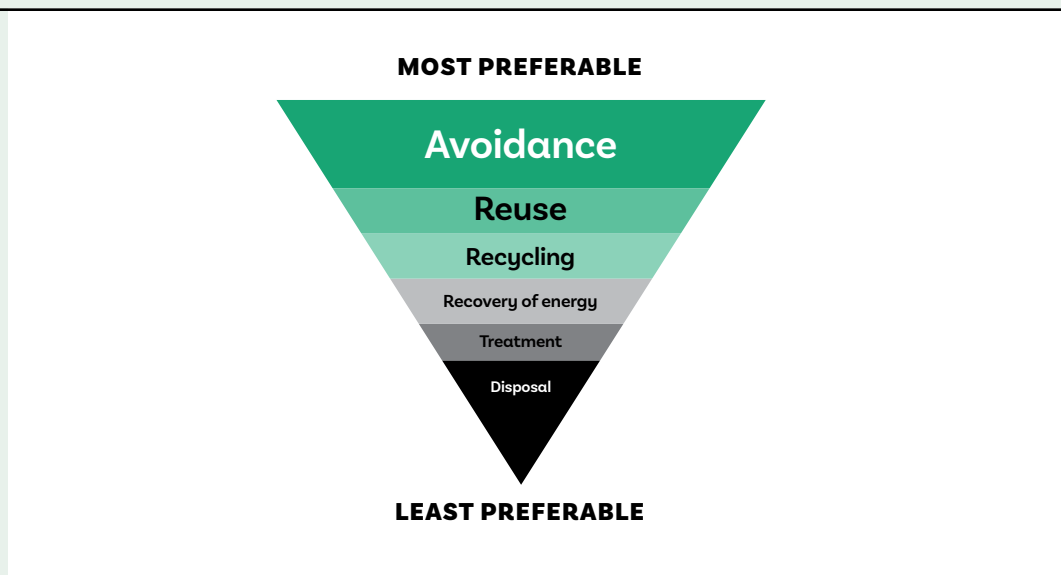 MOST PREFERABLE
Avoidance
Reuse
Recycling
Recovery of energy
Treatment
Disposal
LEAST PREFERABLE